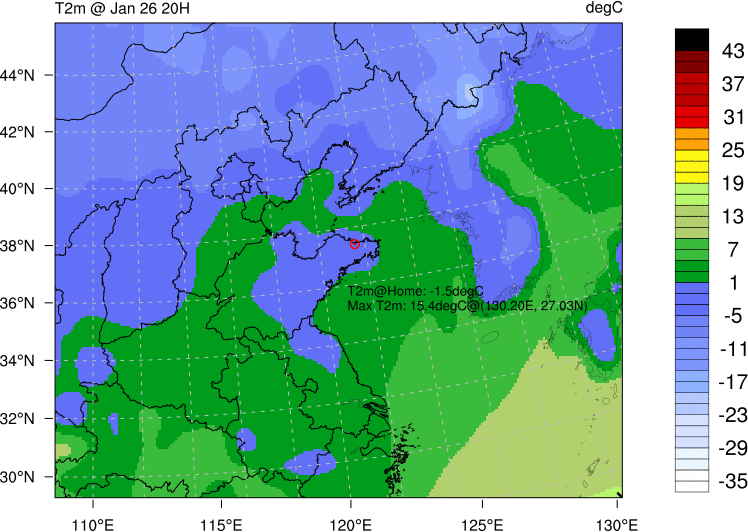 T2m @ Jan 26 20H
degC
44°N
42°N
40°N
38°N
36°N
34°N
32°N
30°N
110°E
115°E
120°E
125°E
130°E
T2m@Home: -1.5degC
Max T2m: 15.4degC@(130.20E, 27.03N)
43
37
31
25
19
13
7
1
-5
-11
-17
-23
-29
-35